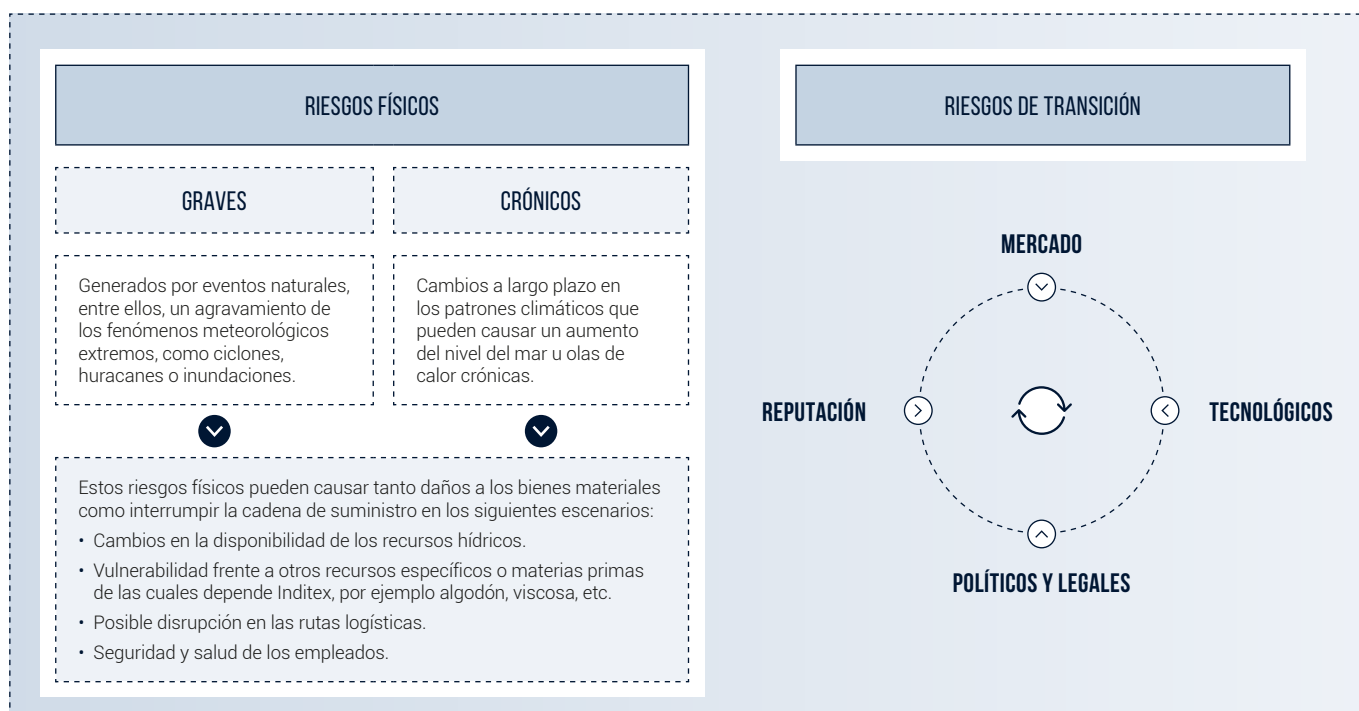 RIESGOS FÍSICOS
GRAVES
CRÓNICOS
Generados por eventos naturales,
entre ellos, un agravamiento de
los fenómenos meteorológicos
extremos, como ciclones,
huracanes o inundaciones.
Cambios a largo plazo en
los patrones climáticos que
pueden causar un aumento
del nivel del mar u olas de
calor crónicas.
Estos riesgos físicos pueden causar tanto daños a los bienes materiales
como interrumpir la cadena de suministro en los siguientes escenarios:
• Cambios en la disponibilidad de los recursos hídricos.
• Vulnerabilidad frente a otros recursos específicos o materias primas
de las cuales depende Inditex, por ejemplo algodón, viscosa, etc.
• Posible disrupción en las rutas logísticas.
• Seguridad y salud de los empleados.
RIESGOS DE TRANSICIÓN
MERCADO
REPUTACIÓN
TECNOLÓGICOS
POLÍTICOS Y LEGALES